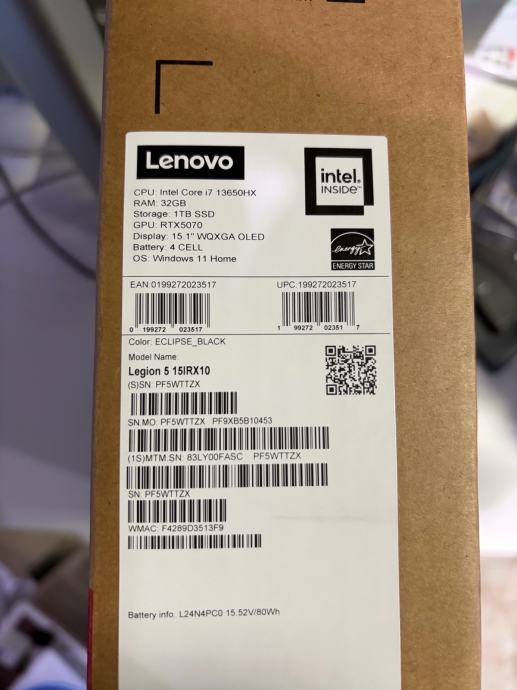 Lenovo
intel.
INSIDE™
CPU: Intel Core i7 13650HX
RAM: 32GB
Storage: 1TB SSD
GPU: RTX5070
Display: 15.1" WQXGA OLED
Battery: 4 CELL
OS: Windows 11 Home
energy
ENERGY STAR
EAN:0199272023517 UPC:199272023517
0 199272 023517 1 99272 02351 7
Color: ECLIPSE_BLACK
Model Name:
Legion 5 15IRX10
(S)SN: PF5WTTZX
SN.MO: PF5WTTZX PF9XB5B10453
(1S)MTM.SN: 83LY00FASC PF5WTTZX
SN: PF5WTTZX
WMAC: F4289D3513F9
Battery info: L24N4PC0 15.52V/80Wh